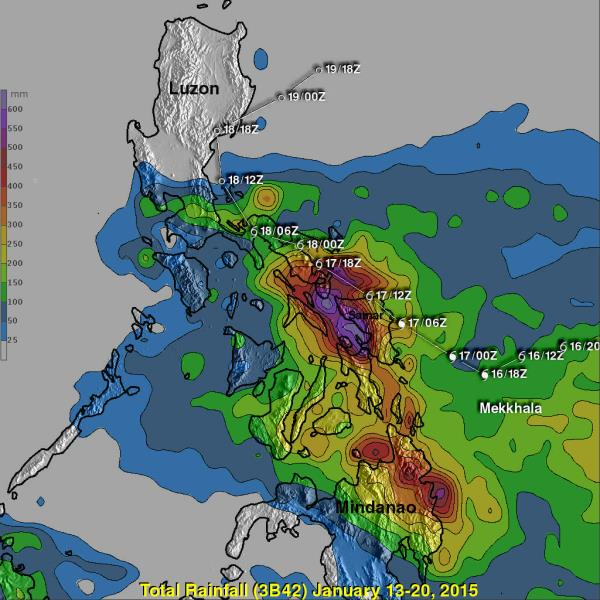 19/18Z
Luzon
mm
19/00Z
600
550
18/18Z
500
450
400
18/12Z
350
300
18/06Z
250
18/00Z
200
17/18Z
150
17/12Z
100
Samar
50
17/06Z
25
16/20
17/00Z
16/12Z
16/18Z
Mekkhala
Mindanao
Total Rainfall (3B42) January 13-20, 2015